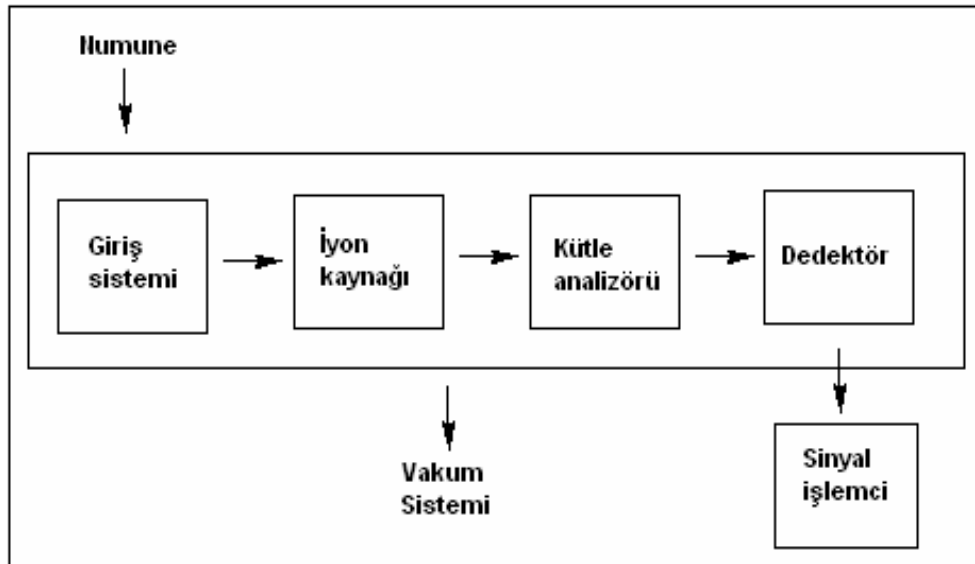 Numune
Giriş
sistemi
İyon
kaynağı
Kütle
analizörü
Dedektör
Vakum
Sistemi
Sinyal
işlemci